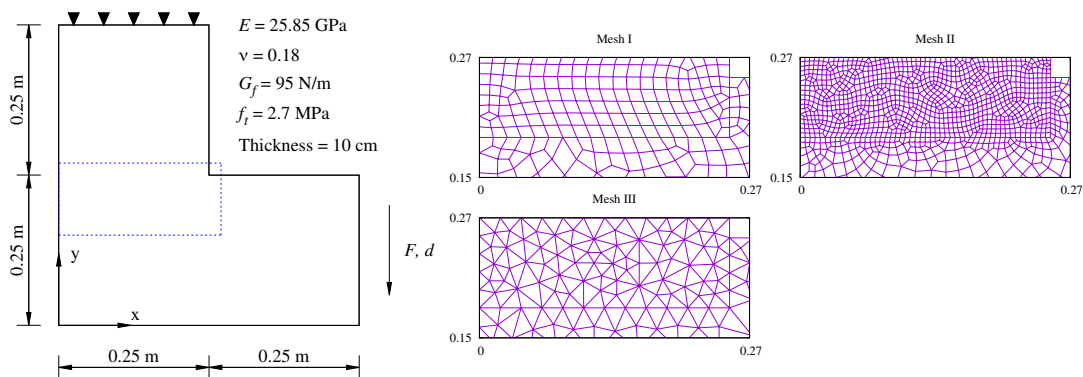 E = 25.85 GPa
ν = 0.18
G_f = 95 N/m
f_t = 2.7 MPa
Thickness = 10 cm
0.25 m
0.25 m
y
x
F, d
0.25 m
0.25 m
Mesh I
0.27
0.15
0
0.27
Mesh II
0.27
0.15
0
0.27
Mesh III
0.27
0.15
0
0.27